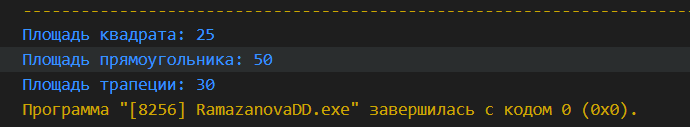 Площадь квадрата: 25
Площадь прямоугольника: 50
Площадь трапеции: 30
Программа "[8256] RamazanovaDD.exe" завершилась с кодом 0 (0x0).